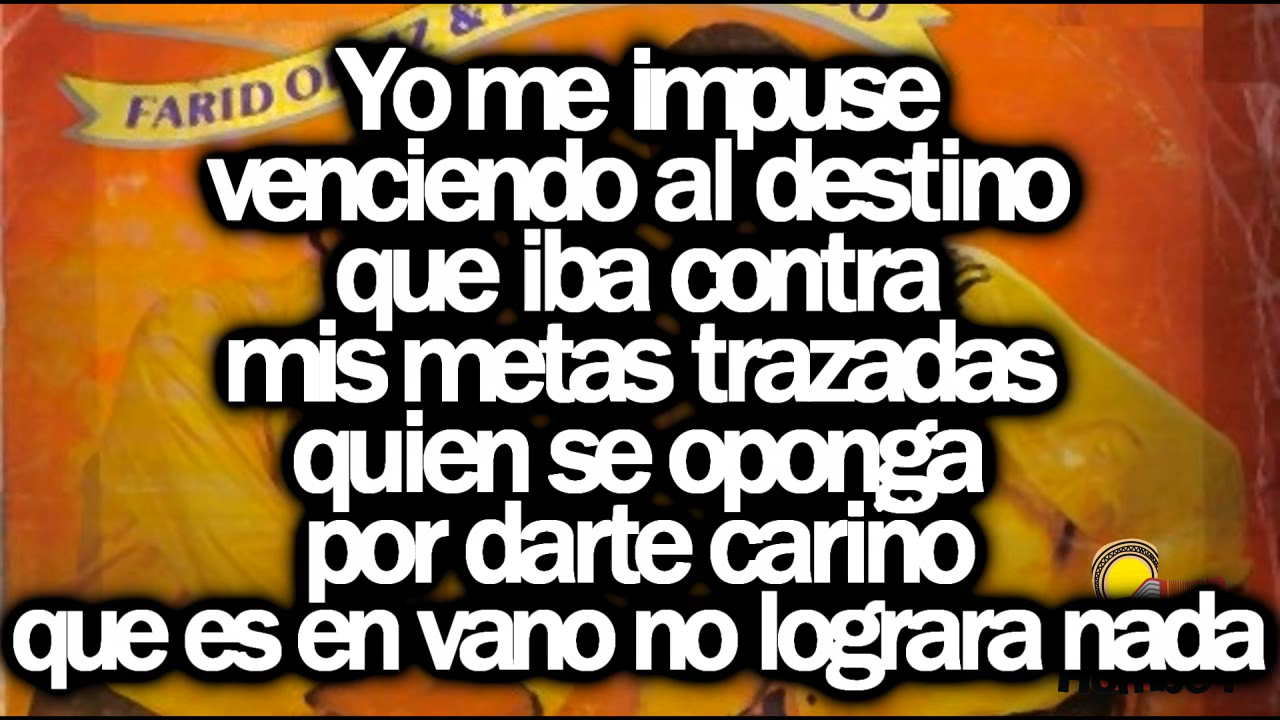 FARID
Yo me impuse
venciendo al destino
que iba contra
mis metas trazadas
quien se oponga
por darte cariño
que es en vano no lograra nada